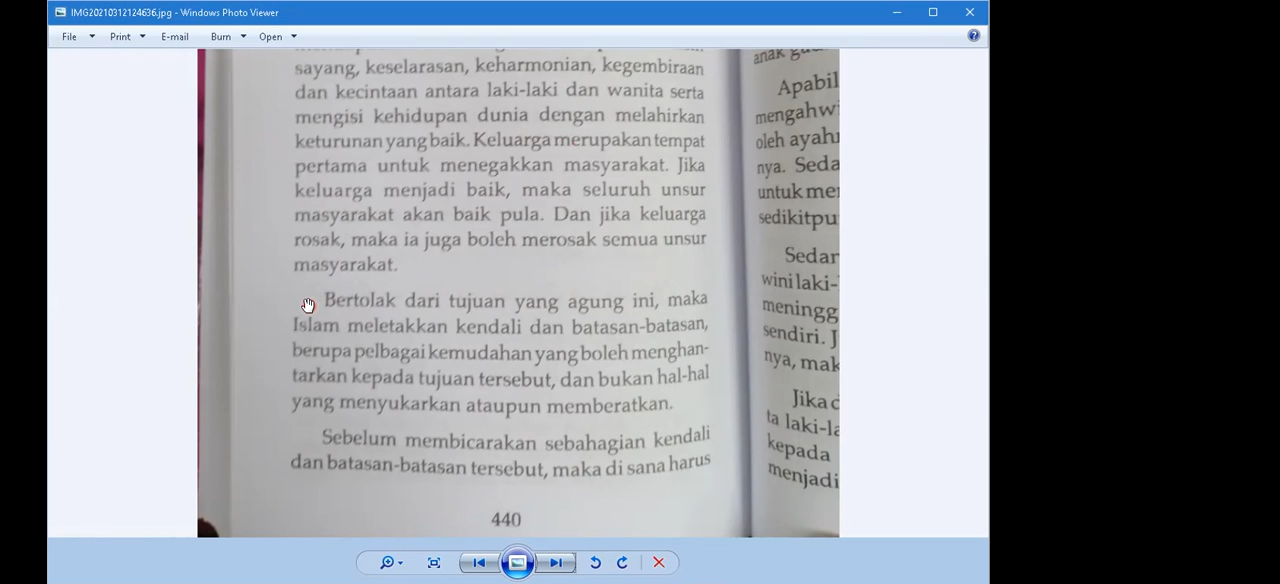 IMG20210312124636.jpg - Windows Photo Viewer
File Print E-mail Burn Open
sayang, keselarasan, keharmonian, kegembiraan
dan kecintaan antara laki-laki dan wanita serta
mengisi kehidupan dunia dengan melahirkan
keturunan yang baik. Keluarga merupakan tempat
pertama untuk menegakkan masyarakat. Jika
keluarga menjadi baik, maka seluruh unsur
masyarakat akan baik pula. Dan jika keluarga
rosak, maka ia juga boleh merosak semua unsur
masyarakat.
Bertolak dari tujuan yang agung ini, maka
Islam meletakkan kendali dan batasan-batasan,
berupa pelbagai kemudahan yang boleh menghan-
tarkan kepada tujuan tersebut, dan bukan hal-hal
yang menyukarkan ataupun memberatkan.
Sebelum membicarakan sebahagian kendali
dan batasan-batasan tersebut, maka di sana harus
440
anak
Apabil
mengahwi
oleh ayah
nya. Seda
untuk me
sedikitpu
Sedar
wini laki-
meningg
sendiri. J
nya, mak
Jika d
ta laki-la
kepada
menjadi